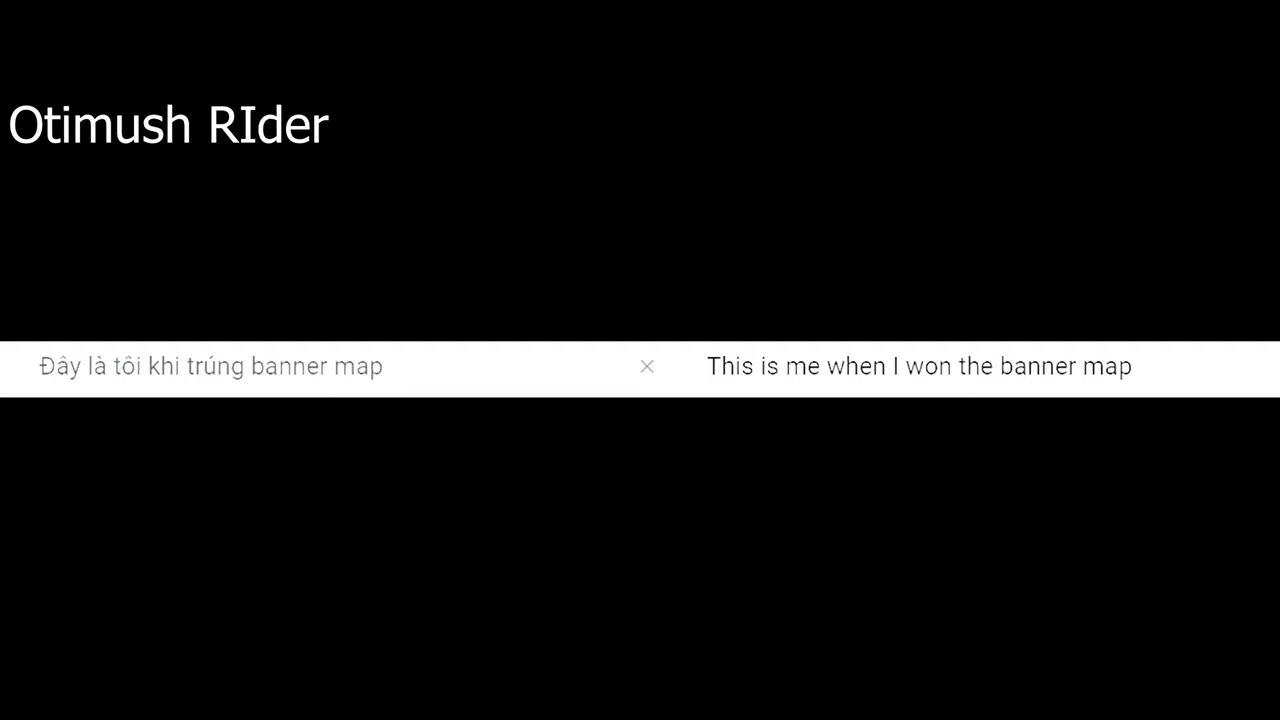 Otimush RIder
Đây là tôi khi trúng banner map
This is me when I won the banner map